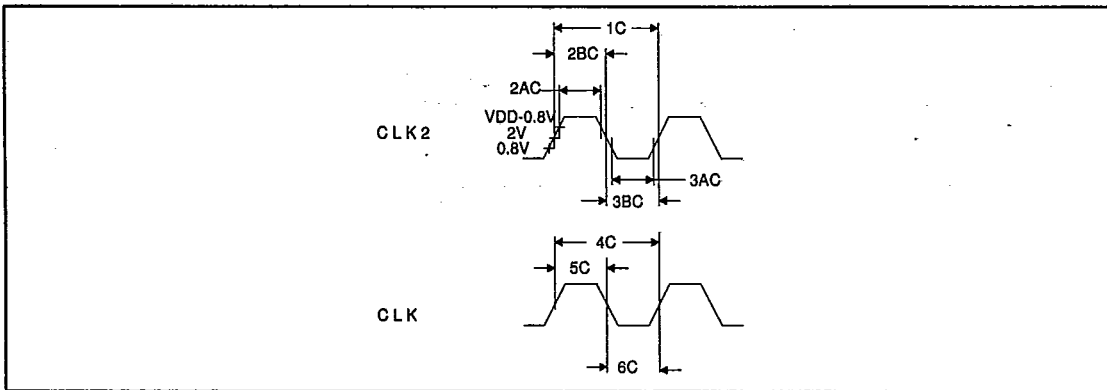 1C
2BC
2AC
VDD-0.8V
CLK2
2V
0.8V
3AC
3BC
4C
5C
CLK
6C